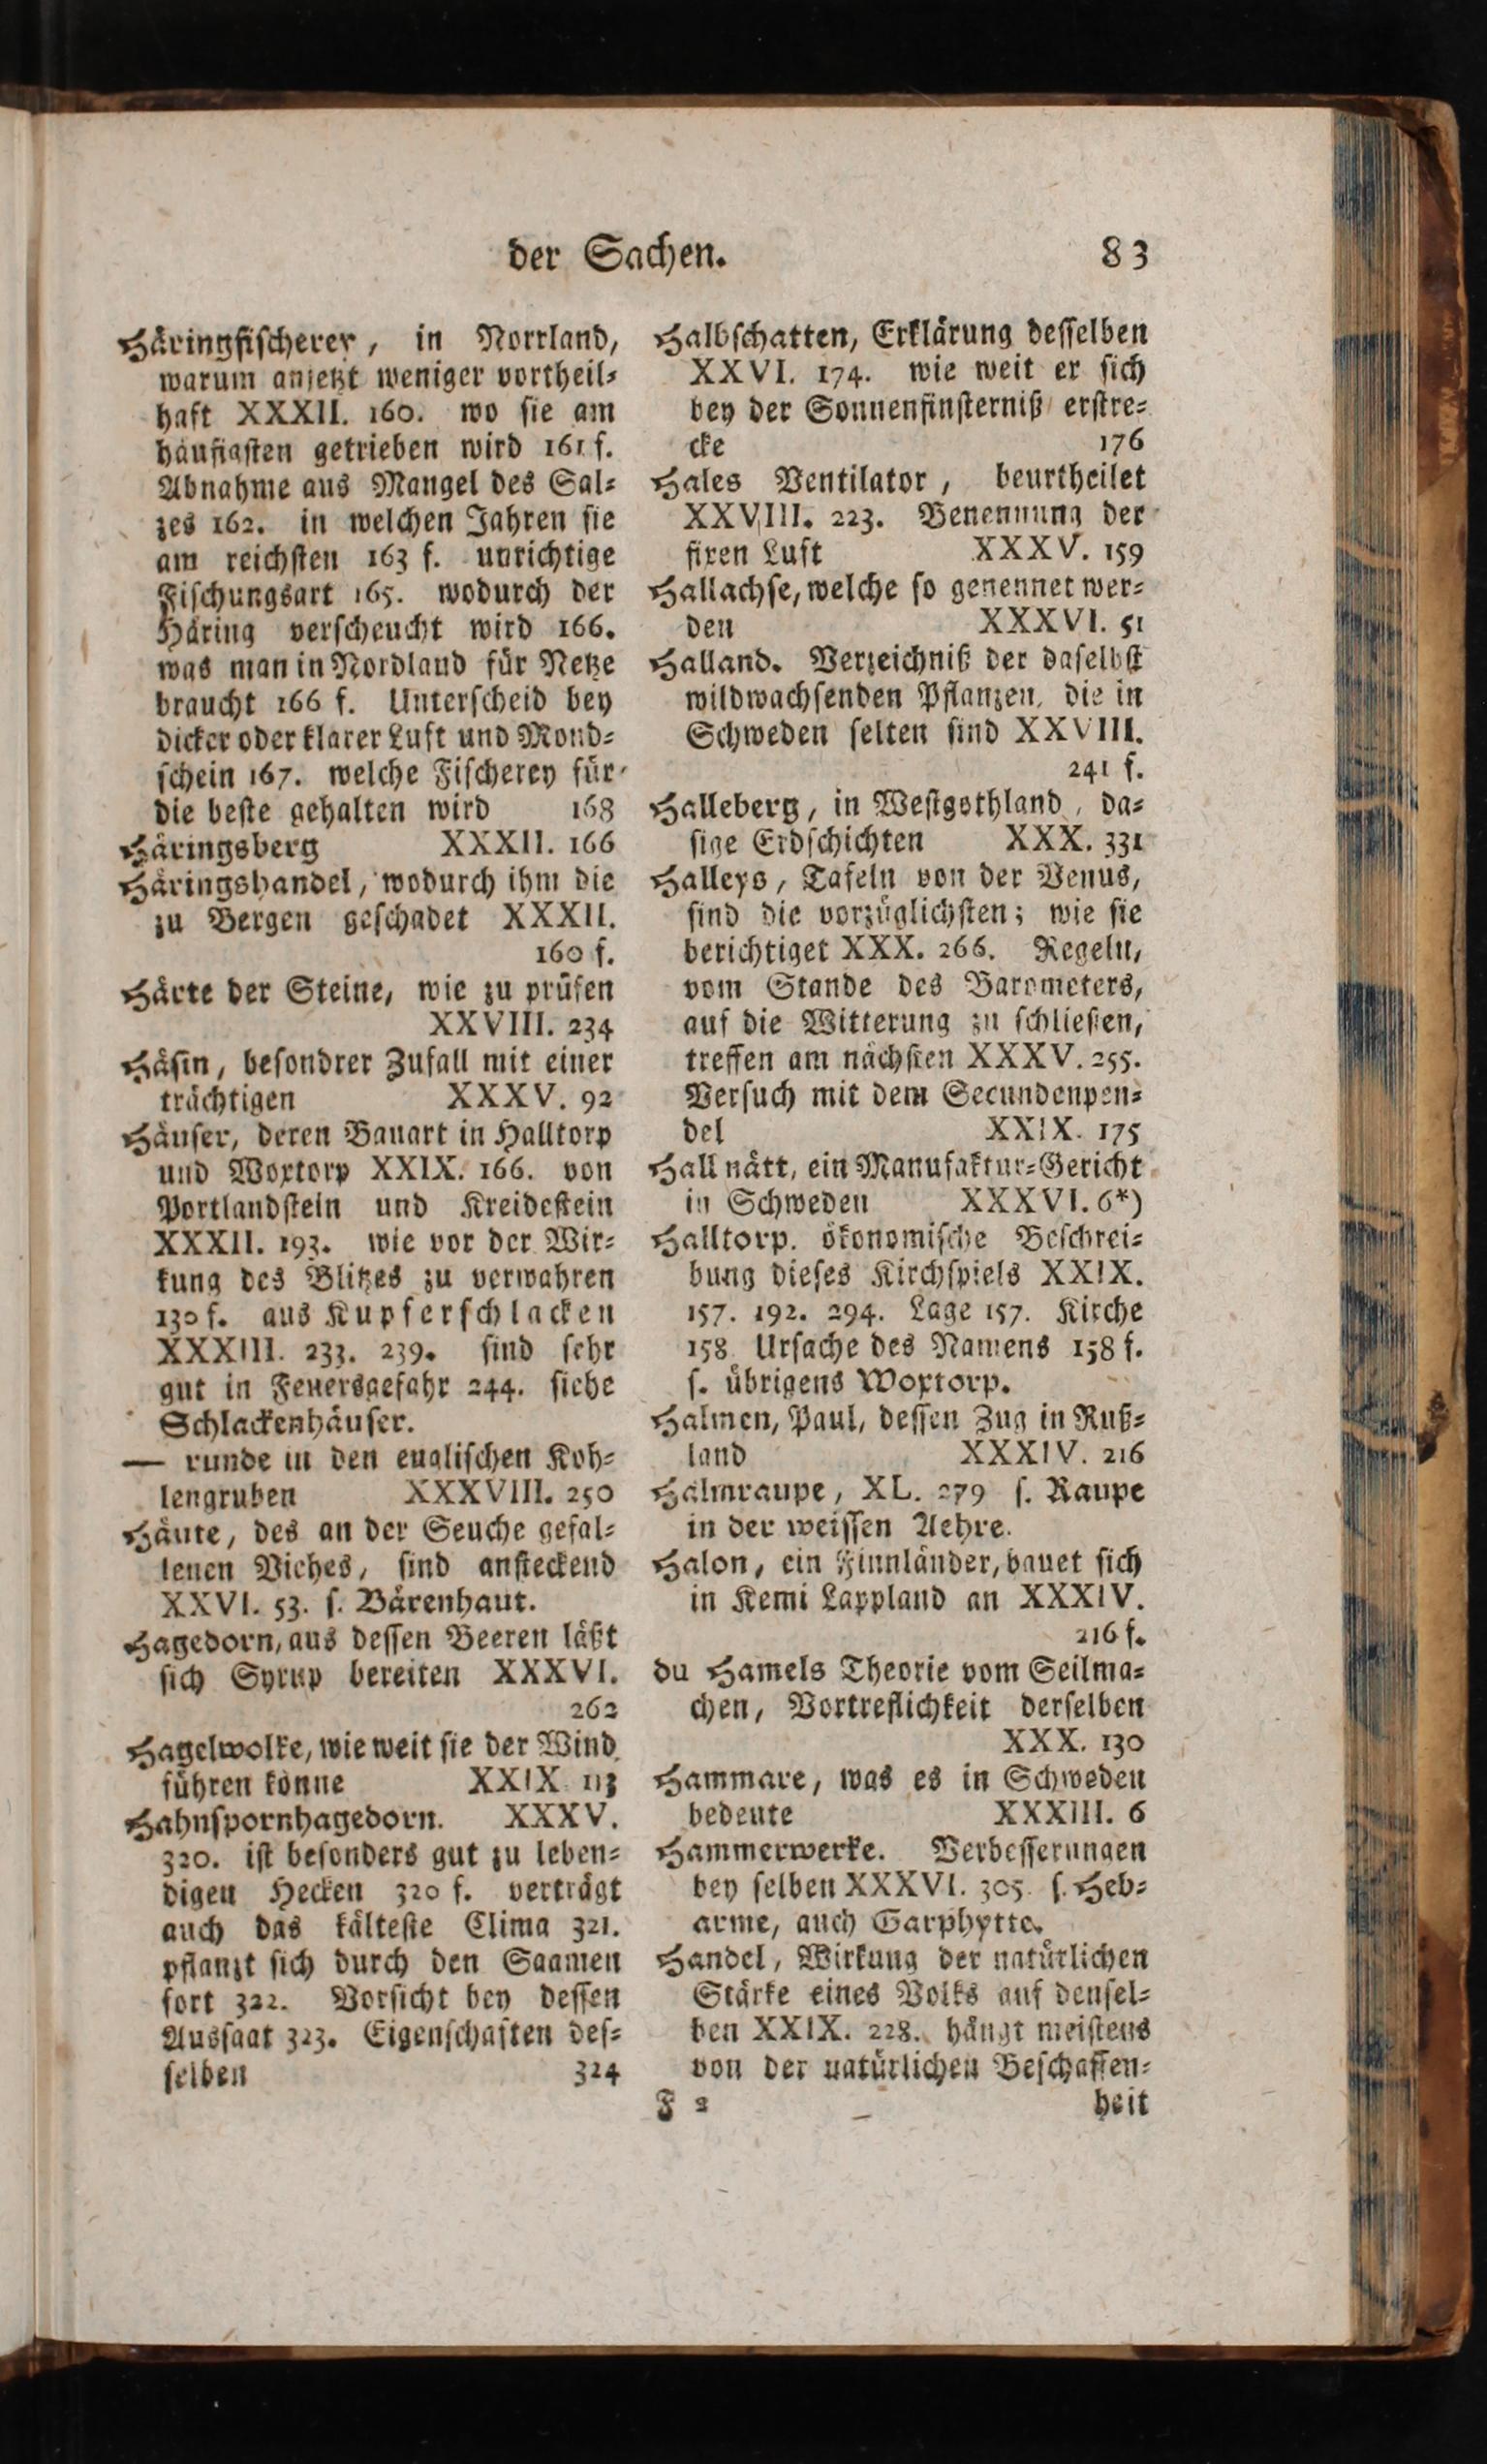 der Sachen. 83
Häringfischerey, in Norrland,
warum anjetzt weniger vortheil-
haft XXXII. 160. wo sie am
häufigsten getrieben wird 161 f.
Abnahme aus Mangel des Sal-
zes 162. in welchen Jahren sie
am reichsten 163 f. unrichtige
Fischungsart 165. wodurch der
Häring verscheucht wird 166.
was man in Nordland für Netze
braucht 166 f. Unterscheid bey
dicker oder klarer Luft und Mond-
schein 167. welche Fischerey für
die beste gehalten wird 168
Häringsberg XXXII. 166
Häringshandel, wodurch ihm die
zu Bergen geschadet XXXII.
160 f.
Härte der Steine, wie zu prüfen
XXVIII. 234
Häsin, besondrer Zufall mit einer
trächtigen XXXV. 92
Häuser, deren Bauart in Halltorp
und Woxtorp XXIX. 166. von
Portlandstein und Kreidestein
XXXII. 193. wie vor der Wir-
kung des Blitzes zu verwahren
130 f. aus Kupferschlacken
XXXIII. 233. 239. sind sehr
gut in Feuersgefahr 244. siehe
Schlackenhäuser.
— runde in den englischen Koh-
lengruben XXXVIII. 250
Häute, des an der Seuche gefal-
lenen Viehes, sind ansteckend
XXVI. 53. s. Bärenhaut.
Hagedorn, aus dessen Beeren läßt
sich Syrup bereiten XXXVI.
262
Hagelwolke, wie weit sie der Wind
führen könne XXIX. 113
Hahnspornhagedorn. XXXV.
320. ist besonders gut zu leben-
digen Hecken 320 f. verträgt
auch das kälteste Clima 321.
pflanzt sich durch den Saamen
fort 322. Vorsicht bey dessen
Aussaat 323. Eigenschaften des-
selben 324
Halbschatten, Erklärung desselben
XXVI. 174. wie weit er sich
bey der Sonnenfinsterniß erstre-
cke 176
Hales Ventilator, beurtheilet
XXVIII. 223. Benennung der
fixen Luft XXXV. 159
Hallachse, welche so genennet wer-
den XXXVI. 51
Halland. Verzeichniß der daselbst
wildwachsenden Pflanzen, die in
Schweden selten sind XXVIII.
241 f.
Halleberg, in Westgothland, da-
sige Erdschichten XXX. 331
Halleys, Tafeln von der Venus,
sind die vorzüglichsten; wie sie
berichtiget XXX. 266. Regeln,
vom Stande des Barometers,
auf die Witterung zu schliesien,
treffen am nächsten XXXV. 255.
Versuch mit dem Secundenpen-
del XXIX. 175
Hallnätt, ein Manufaktur-Gericht
in Schweden XXXVI. 6*)
Halltorp. ökonomische Beschrei-
bung dieses Kirchspiels XXIX.
157. 192. 294. Lage 157. Kirche
158. Ursache des Namens 158 f.
s. übrigens Woxtorp.
Halmen, Paul, dessen Zug in Ruß-
land XXXIV. 216
Halmraupe, XL. 279 s. Raupe
in der weissen Aehre.
Halon, ein Finnländer, bauet sich
in Kemi Lappland an XXXIV.
216 f.
du Hamels Theorie vom Seilma-
chen, Vortreflichkeit derselben
XXX. 130
Hammare, was es in Schweden
bedeute XXXIII. 6
Hammerwerke. Verbesserungen
bey selben XXXVI. 305. s. Heb-
arme, auch Garphytte.
Handel, Wirkung der natürlichen
Stärke eines Volks auf densel-
ben XXIX. 228. hängt meistens
von der natürlichen Beschaffen-
F 2 heit